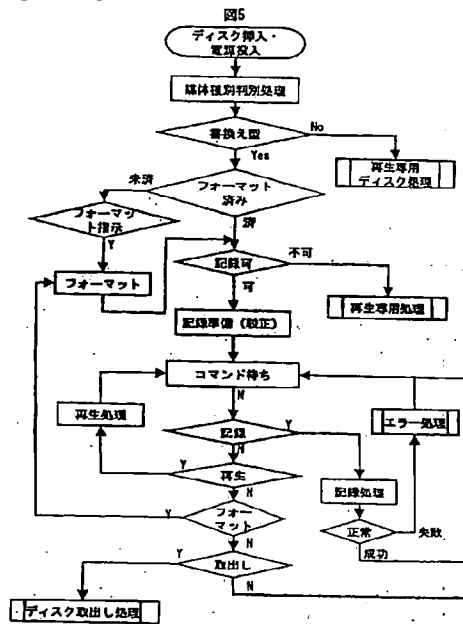 図5
ディスク挿入・
電源投入
媒体種別判別処理
書換え型
No
Yes
再生専用
ディスク処理
未済
フォーマット
済み
フォーマッ
ト指示
済
Y
記録可
不可
フォーマット
可
再生専用処理
記録準備(校正)
コマンド待ち
N
再生処理
エラー処理
記録
Y
N
Y
再生
記録処理
N
Y
フォー
マット
正常
失敗
N
成功
Y
取出し
N
ディスク取出し処理